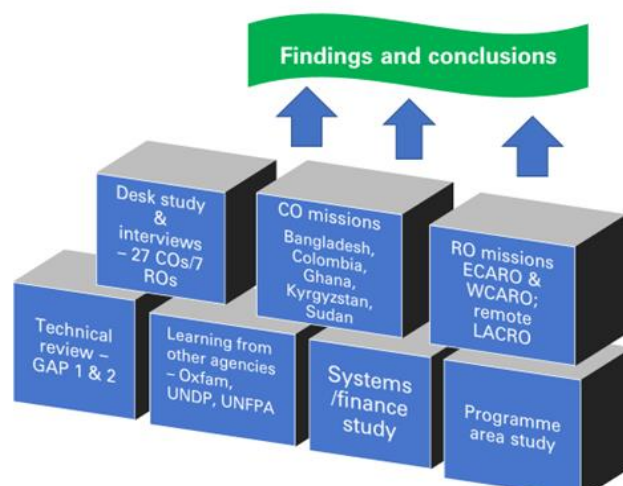 Findings and conclusions
Desk study
&
interviews
– 27 COs/7
ROs
CO missions
Bangladesh,
Colombia,
Ghana,
Kyrgyzstan,
Sudan
RO missions
ECARO &
WCARO;
remote
LACRO
Technical
review –
GAP 1 & 2
Learning from
other agencies
– Oxfam,
UNDP, UNFPA
Systems
/finance
study
Programme
area study